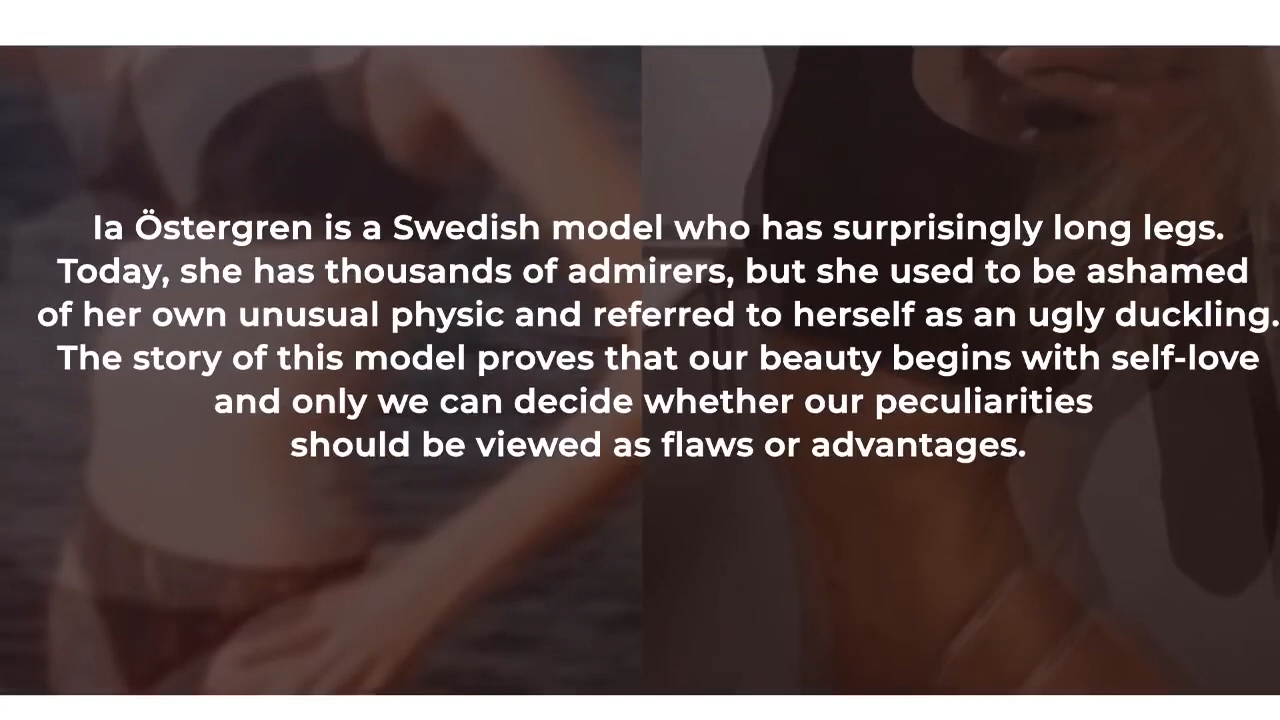 Ia Östergren is a Swedish model who has surprisingly long legs.
Today, she has thousands of admirers, but she used to be ashamed
of her own unusual physic and referred to herself as an ugly duckling.
The story of this model proves that our beauty begins with self-love
and only we can decide whether our peculiarities
should be viewed as flaws or advantages.